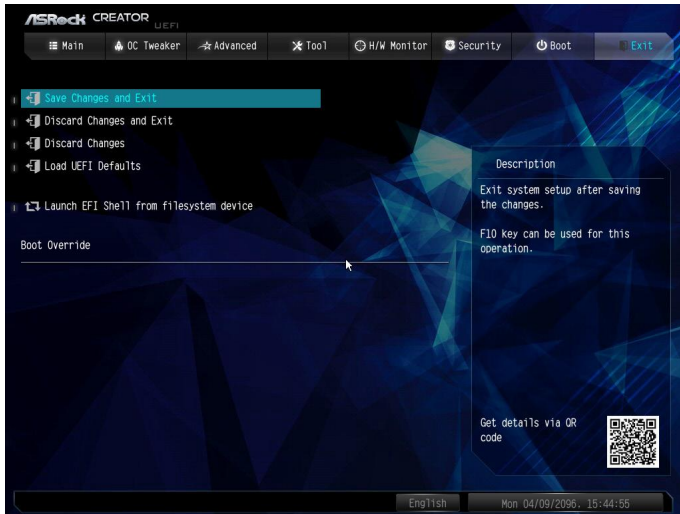 ASRock CREATOR
UEFI
Main OC Tweaker Advanced Tool H/W Monitor Security Boot Exit
Save Changes and Exit
Discard Changes and Exit
Discard Changes
Load UEFI Defaults
Launch EFI Shell from filesystem device
Boot Override
Description
Exit system setup after saving
the changes.
F10 key can be used for this
operation.
Get details via QR
code
English
Mon 04/09/2096. 15:44:55